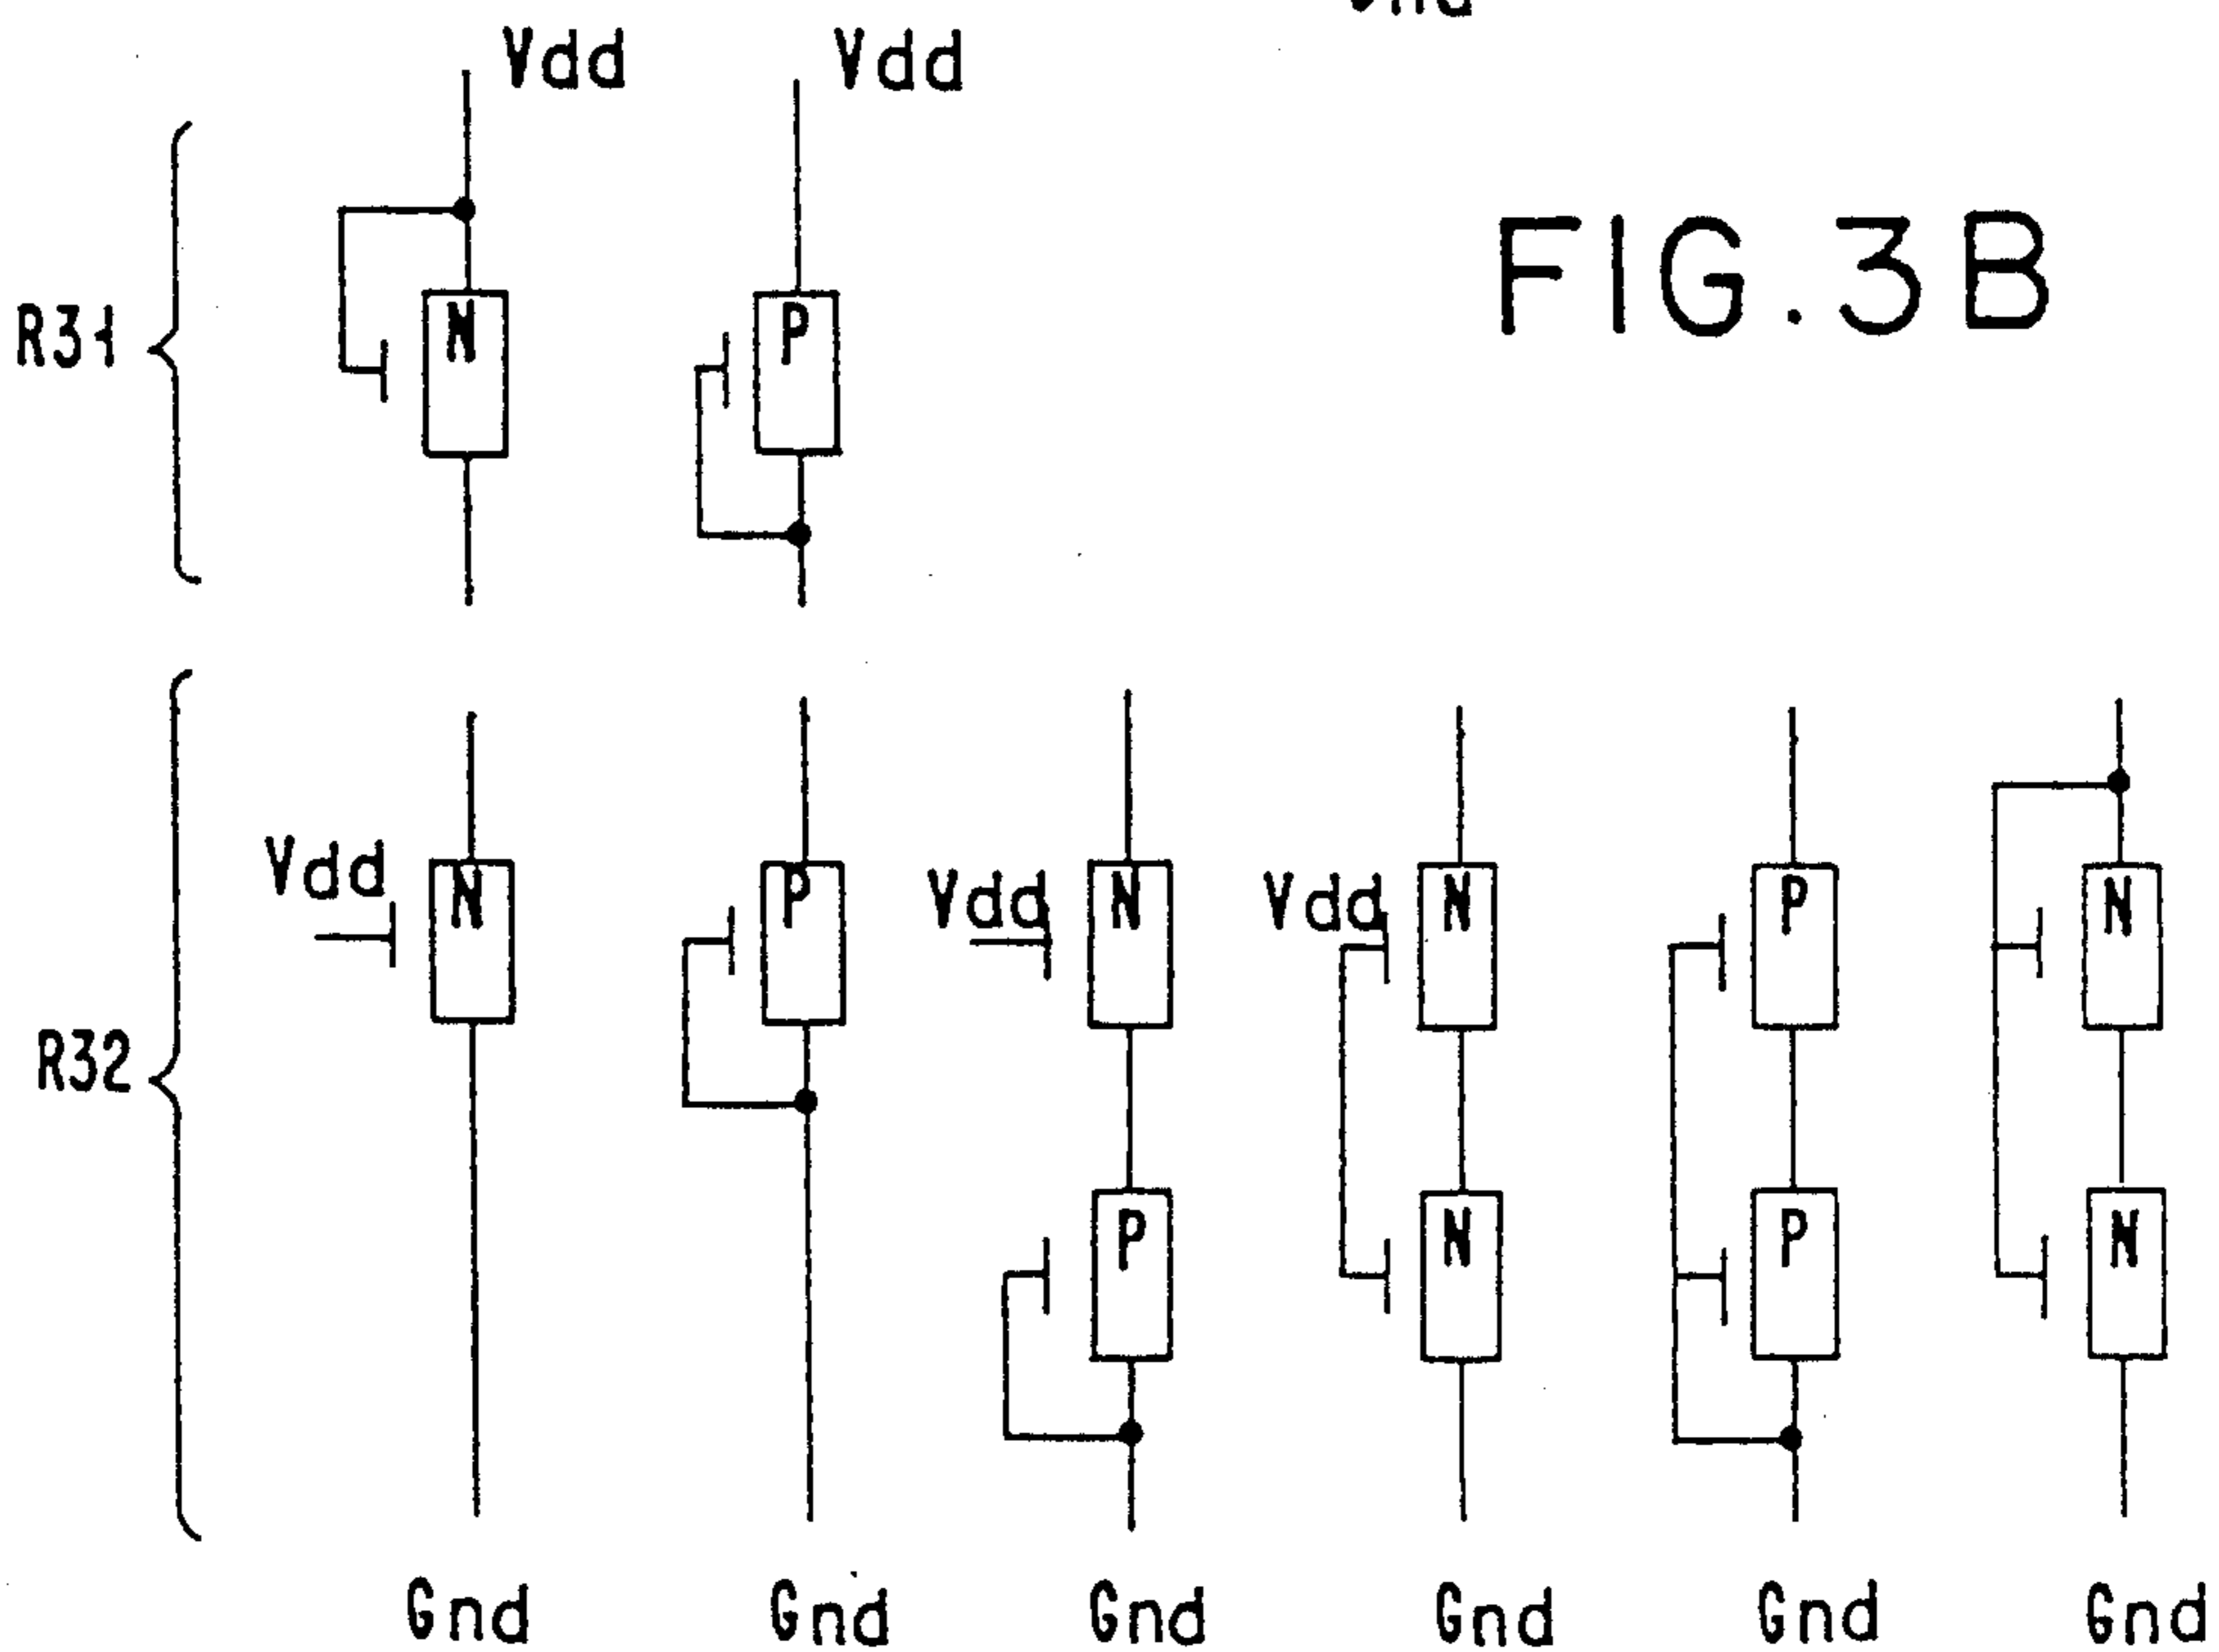 Vdd Vdd
FIG.3B
R31
N P
Vdd N P Vdd N Vdd N P N
R32
P N P N
Gnd Gnd Gnd Gnd Gnd Gnd